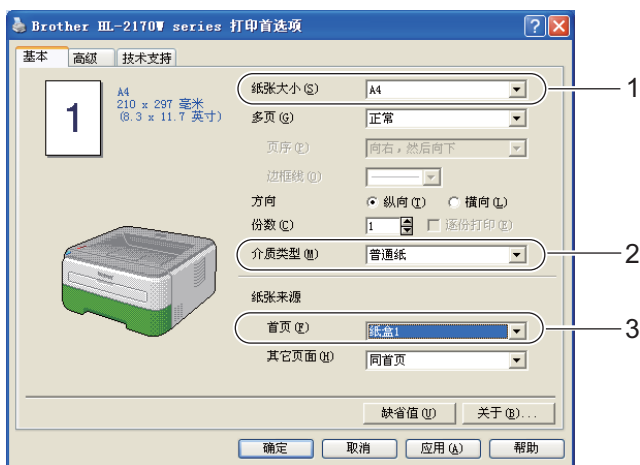 Brother HL-2170W series 打印首选项
基本 高级 技术支持
1
A4
210 x 297 毫米
(8.3 x 11.7 英寸)
纸张大小(S) A4 1
多页(G) 正常
页序(P) 向右，然后向下
边框线(O)
方向 纵向(T) 横向(L)
份数(C) 1 逐份打印(E)
介质类型(M) 普通纸 2
纸张来源
首页(F) 纸盒1 3
其它页面(H) 同首页
缺省值(U) 关于(B)...
确定 取消 应用(A) 帮助